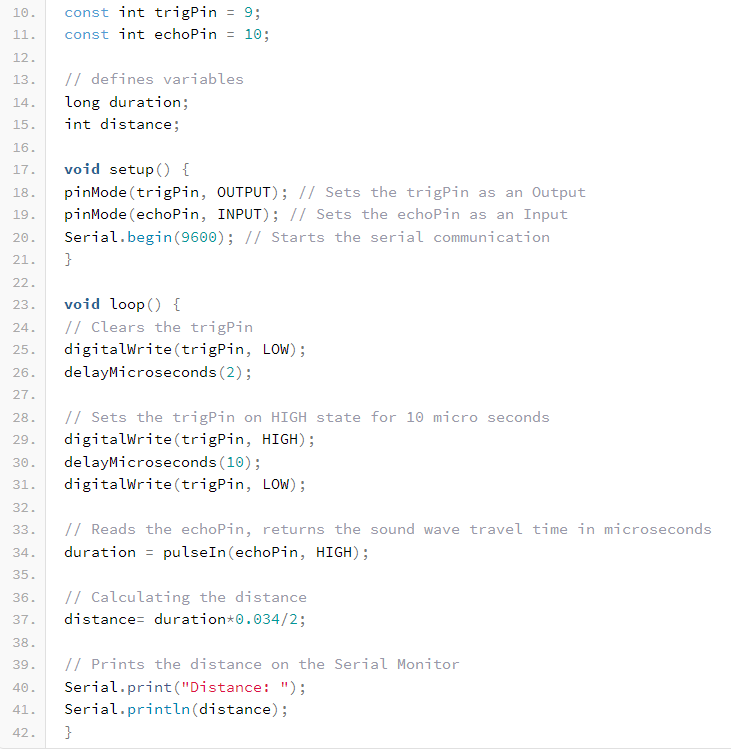 10. const int trigPin = 9;
11. const int echoPin = 10;
12.
13. // defines variables
14. long duration;
15. int distance;
16.
17. void setup() {
18. pinMode(trigPin, OUTPUT); // Sets the trigPin as an Output
19. pinMode(echoPin, INPUT); // Sets the echoPin as an Input
20. Serial.begin(9600); // Starts the serial communication
21. }
22.
23. void loop() {
24. // Clears the trigPin
25. digitalWrite(trigPin, LOW);
26. delayMicroseconds(2);
27.
28. // Sets the trigPin on HIGH state for 10 micro seconds
29. digitalWrite(trigPin, HIGH);
30. delayMicroseconds(10);
31. digitalWrite(trigPin, LOW);
32.
33. // Reads the echoPin, returns the sound wave travel time in microseconds
34. duration = pulseIn(echoPin, HIGH);
35.
36. // Calculating the distance
37. distance= duration*0.034/2;
38.
39. // Prints the distance on the Serial Monitor
40. Serial.print("Distance: ");
41. Serial.println(distance);
42. }